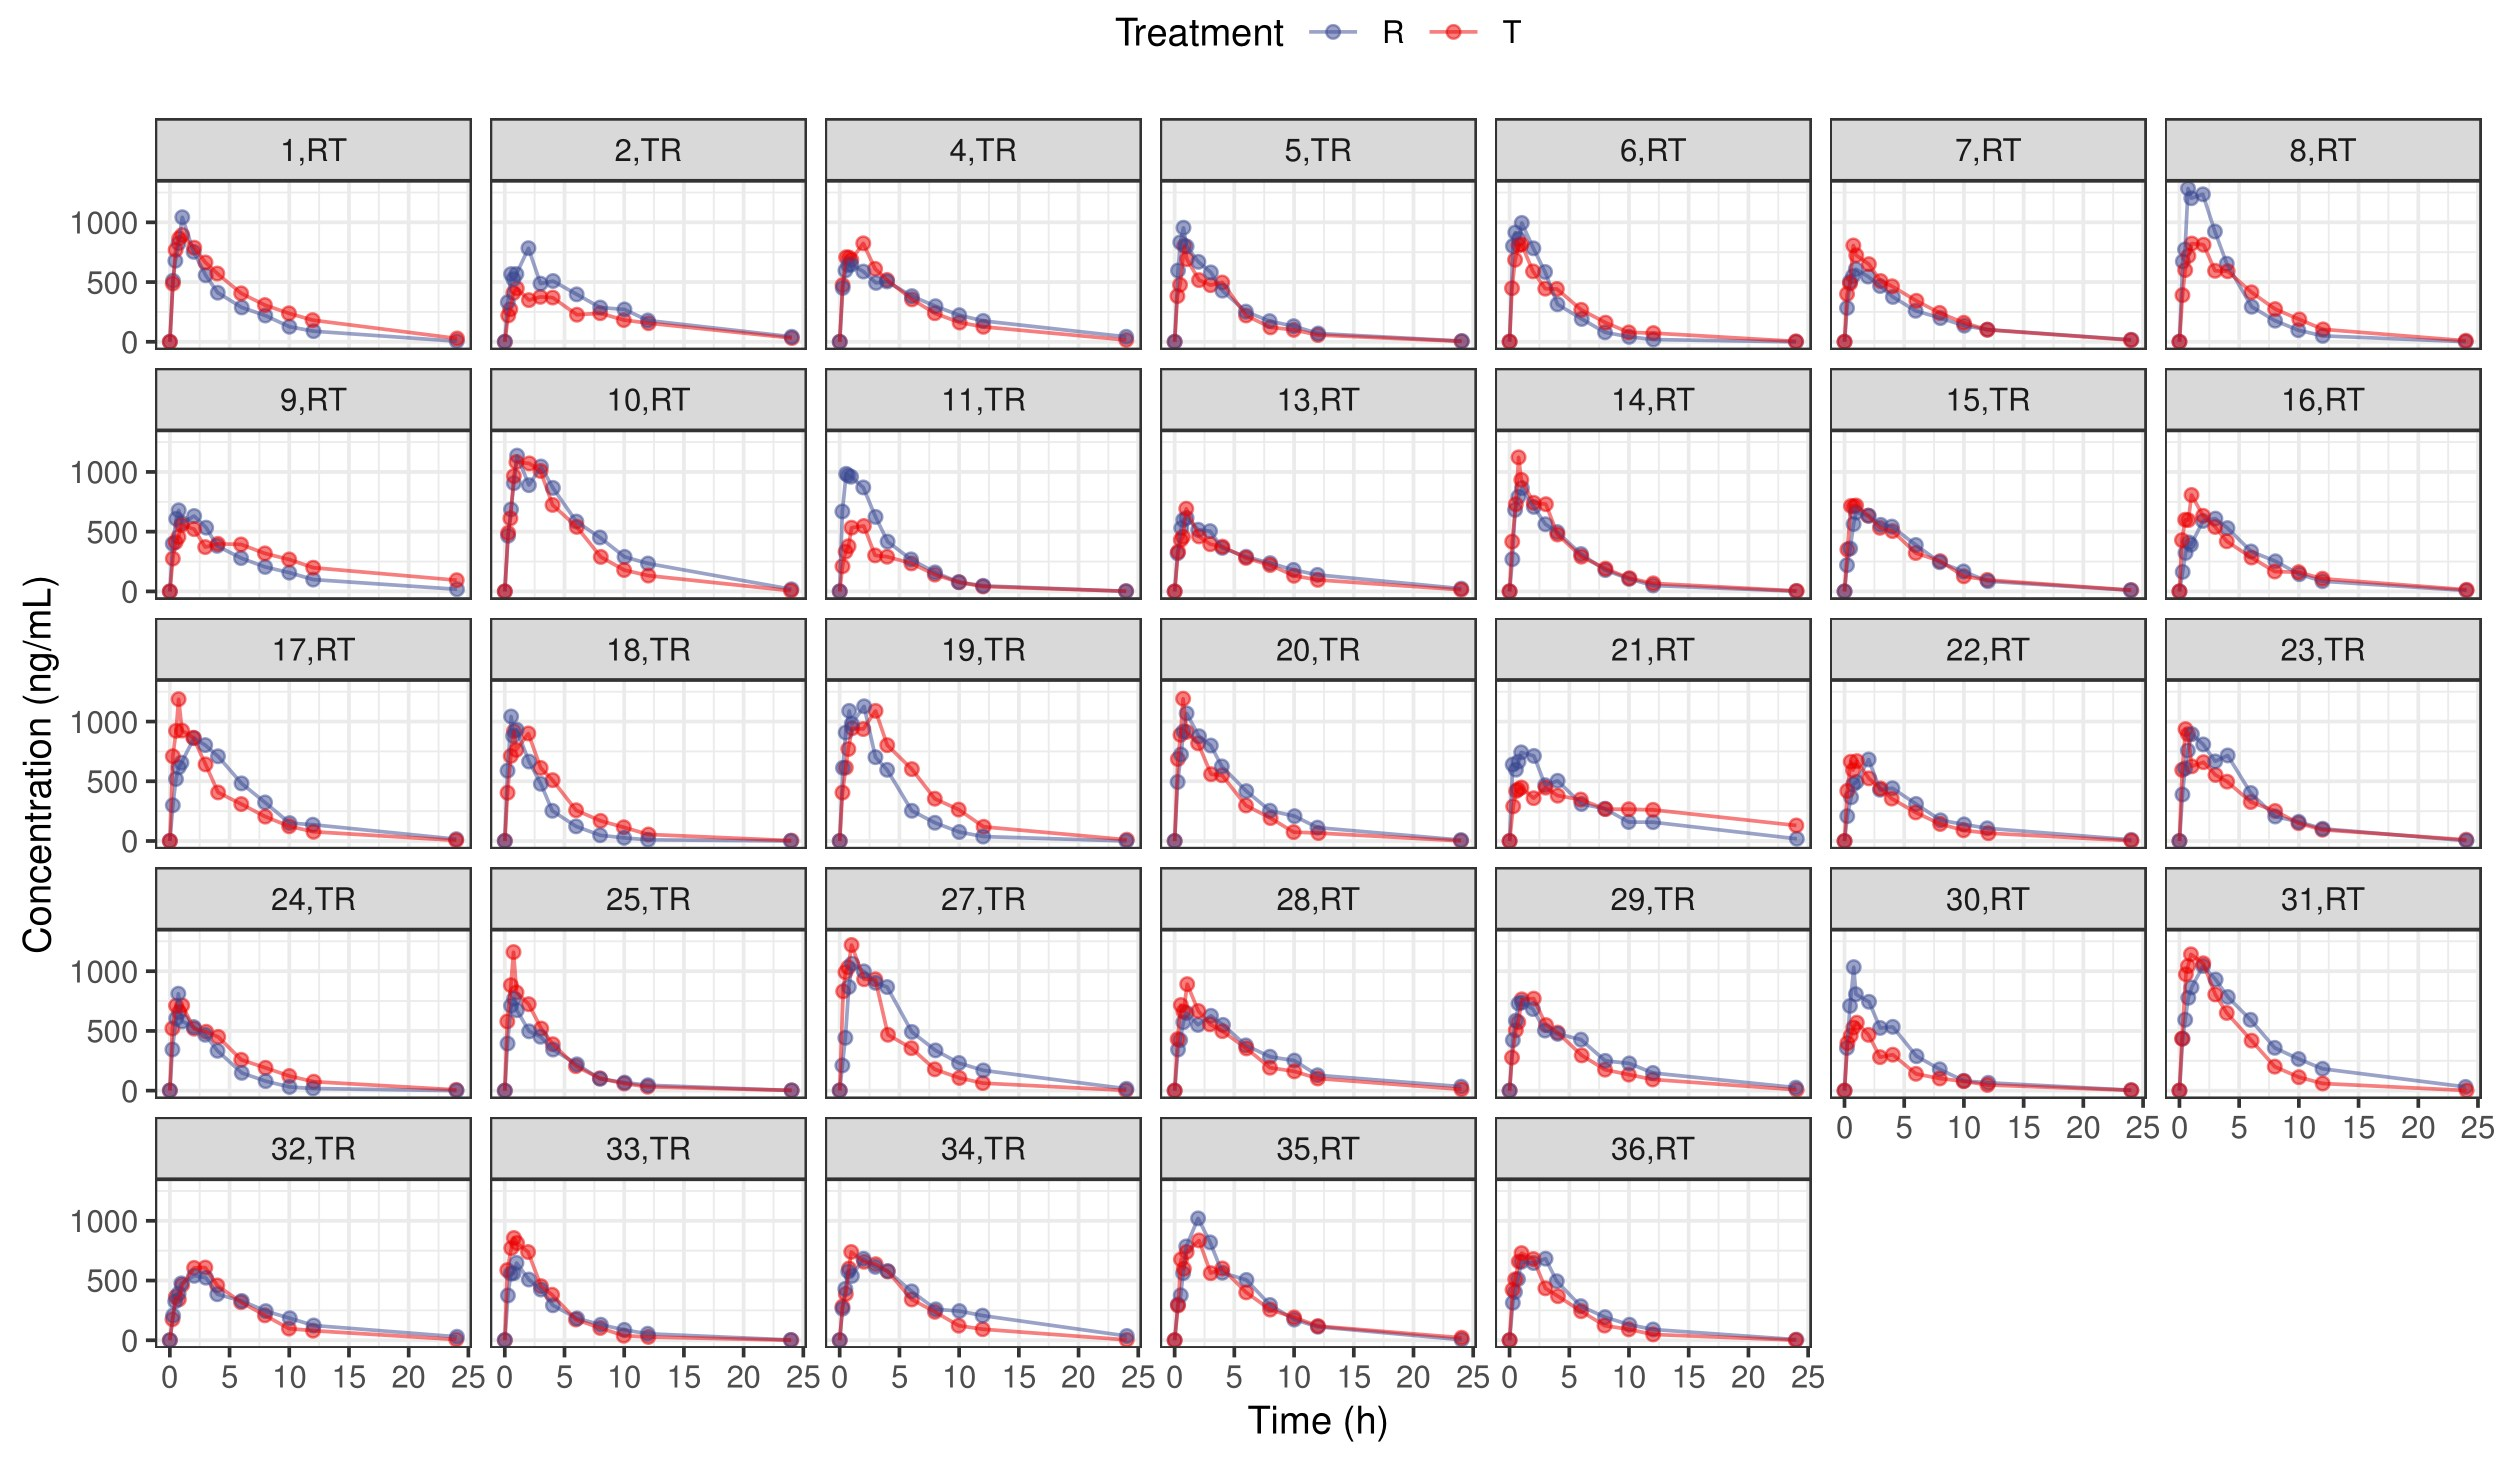 Treatment R T
1,RT 2,TR 4,TR 5,TR 6,RT 7,RT 8,RT
1000
500
0
9,RT 10,RT 11,TR 13,RT 14,RT 15,TR 16,RT
1000
500
0
17,RT 18,TR 19,TR 20,TR 21,RT 22,RT 23,TR
1000
500
0
24,TR 25,TR 27,TR 28,RT 29,TR 30,RT 31,RT
1000
500
0
0 5 10 15 20 25 0 5 10 15 20 25
32,TR 33,TR 34,TR 35,RT 36,RT
1000
500
0
0 5 10 15 20 25 0 5 10 15 20 25 0 5 10 15 20 25 0 5 10 15 20 25 0 5 10 15 20 25
Time (h)
Concentration (ng/mL)